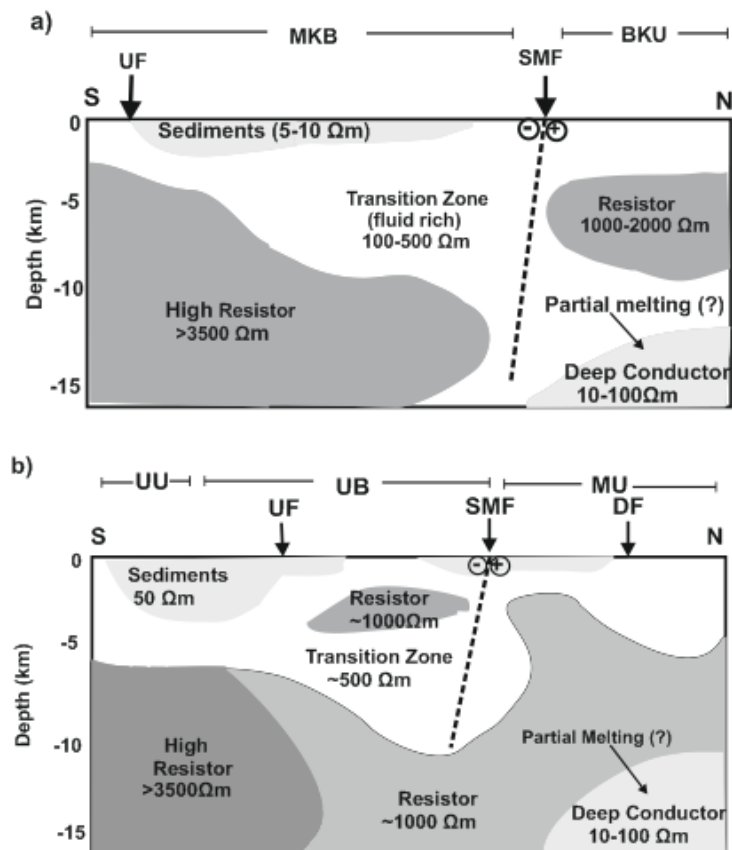 a)
MKB
BKU
UF
SMF
S
N
0
Sediments (5-10 Ωm)
- +
Transition Zone
(fluid rich)
100-500 Ωm
Resistor
1000-2000 Ωm
-5
Depth (km)
-10
High Resistor
>3500 Ωm
Partial melting (?)
Deep Conductor
10-100Ωm
-15
b)
UU
UB
MU
UF
SMF
DF
S
N
0
Sediments
50 Ωm
- +
Resistor
~1000Ωm
-5
Transition Zone
~500 Ωm
Depth (km)
-10
High
Resistor
>3500Ωm
Partial Melting (?)
Resistor
~1000 Ωm
Deep Conductor
10-100 Ωm
-15